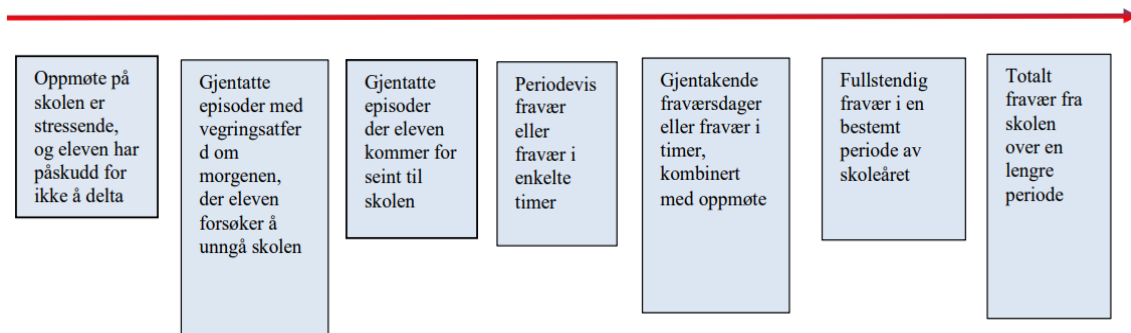 Oppmøte på
skolen er
stressende,
og eleven har
påskudd for
ikke å delta
Gjentatte
episoder med
vegringsatfer
d om
morgenen,
der eleven
forsøker å
unngå skolen
Gjentatte
episoder
der eleven
kommer for
seint til
skolen
Periodevis
fravær
eller
fravær i
enkelte
timer
Gjentakende
fraværsdager
eller fravær i
timer,
kombinert
med oppmøte
Fullstendig
fravær i en
bestemt
periode av
skoleåret
Totalt
fravær fra
skolen
over en
lengre
periode